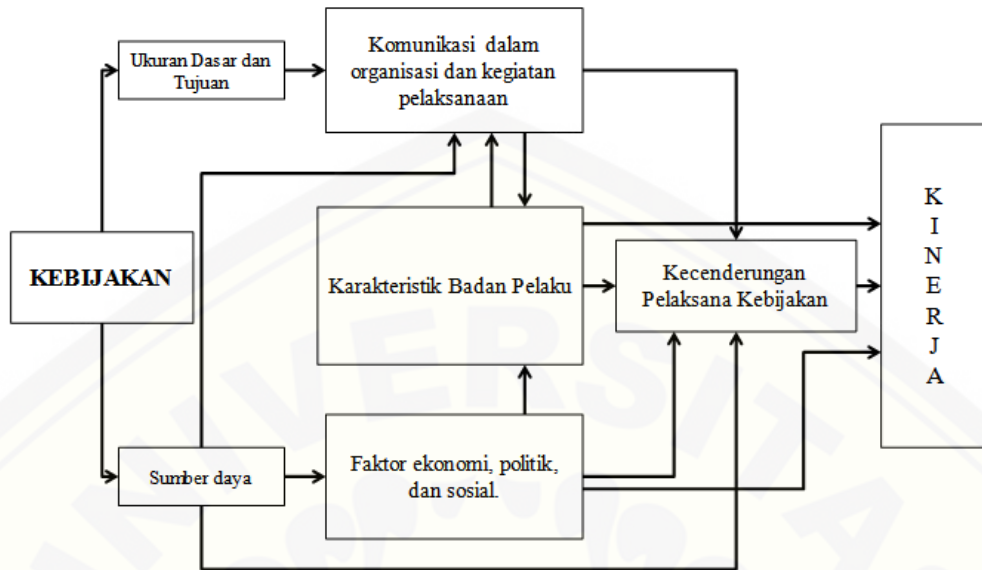 Ukuran Dasar dan
Tujuan
Komunikasi dalam
organisasi dan kegiatan
pelaksanaan
KEBIJAKAN
Karakteristik Badan Pelaku
Kecenderungan
Pelaksana Kebijakan
K
I
N
E
R
J
A
Sumber daya
Faktor ekonomi, politik,
dan sosial.
UNIVERSITA